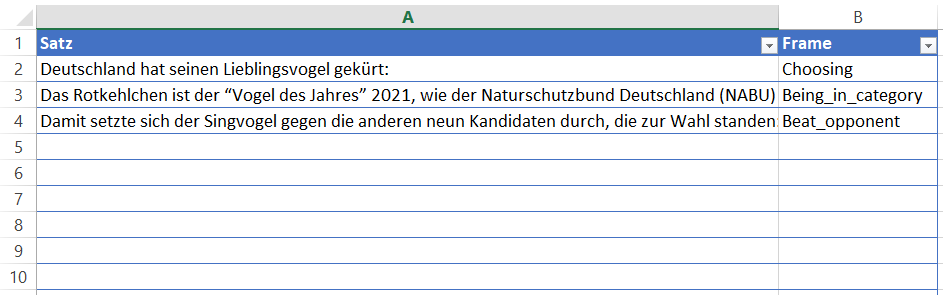 A B
1 Satz Frame
2 Deutschland hat seinen Lieblingsvogel gekürt: Choosing
3 Das Rotkehlchen ist der “Vogel des Jahres” 2021, wie der Naturschutzbund Deutschland (NABU) Being_in_category
4 Damit setzte sich der Singvogel gegen die anderen neun Kandidaten durch, die zur Wahl standen: Beat_opponent
5
6
7
8
9
10